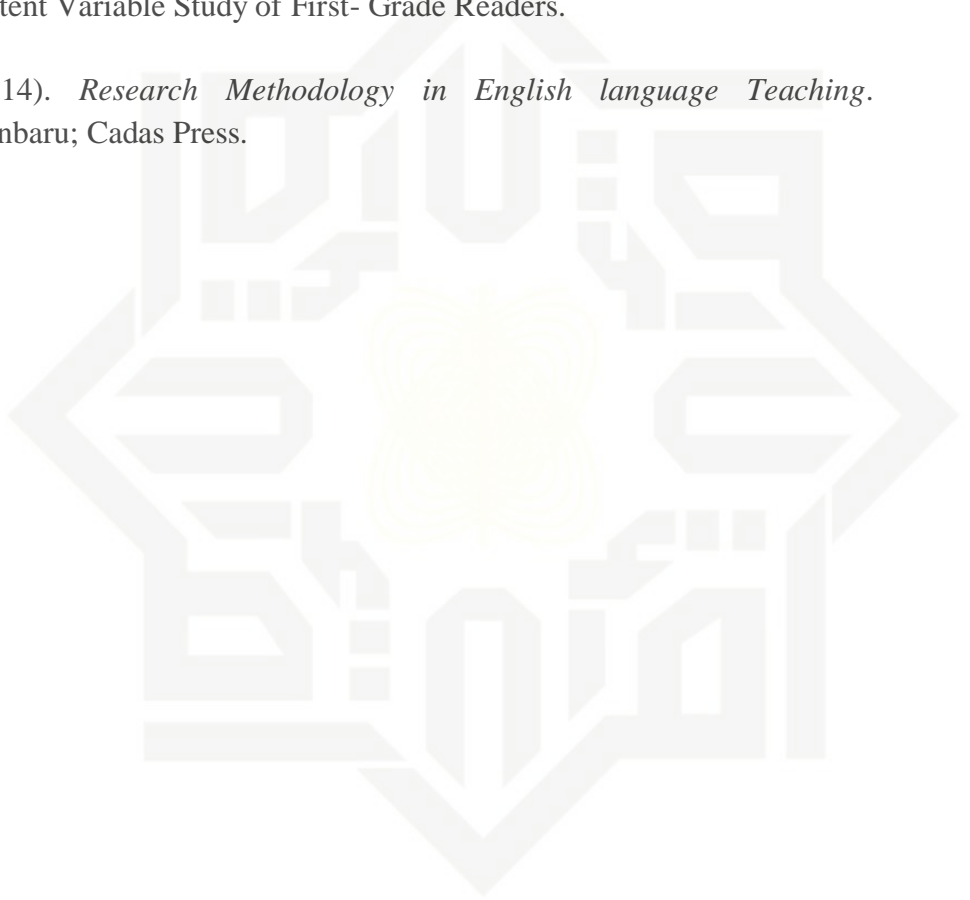 tent Variable Study of First- Grade Readers.
14). Research Methodology in English language Teaching.
nbaru; Cadas Press.